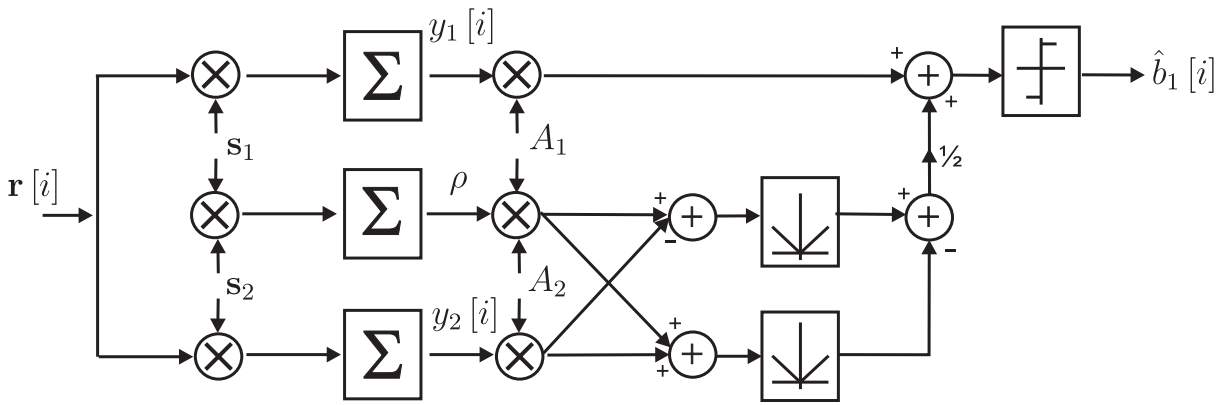 y₁ [i]
b̂₁ [i]
s₁
A₁
½
r [i]
ρ
s₂
A₂
y₂ [i]
Σ
Σ
Σ
+
+
+
+
+
-
+
-
+
+
+
+